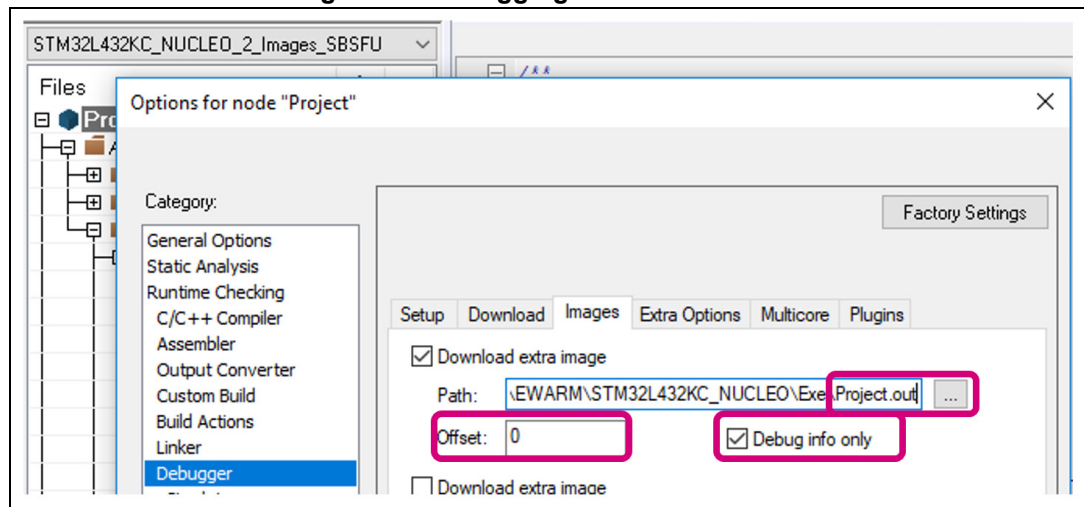 STM32L432KC_NUCLEO_2_Images_SBSFU
/**
Files
Options for node "Project"
Category:
Factory Settings
General Options
Static Analysis
Runtime Checking
C/C++ Compiler
Assembler
Output Converter
Custom Build
Build Actions
Linker
Debugger
Setup Download Images Extra Options Multicore Plugins
Download extra image
Path: \EWARM\STM32L432KC_NUCLEO\Exe\Project.out ...
Offset: 0 Debug info only
Download extra image